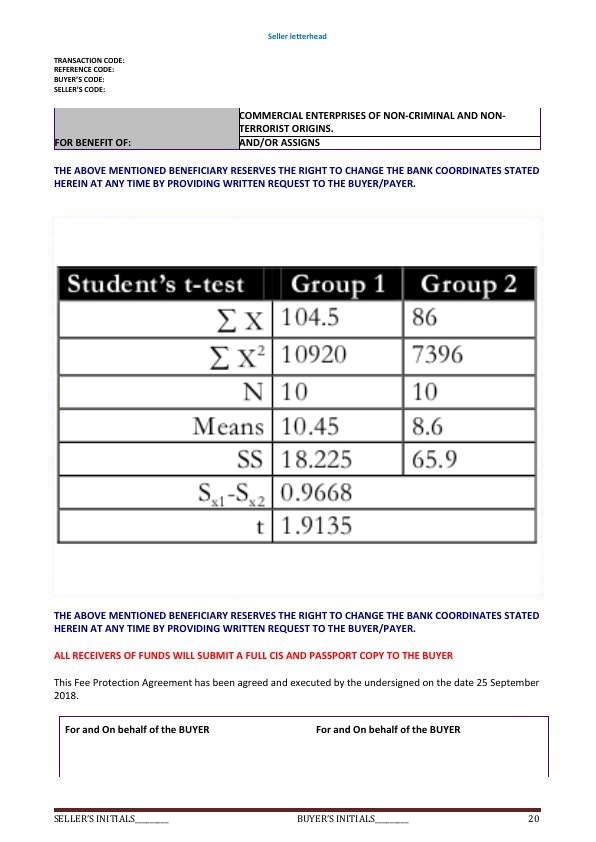 Seller letterhead
TRANSACTION CODE:
REFERENCE CODE:
BUYER'S CODE:
SELLER'S CODE:
COMMERCIAL ENTERPRISES OF NON-CRIMINAL AND NON-
TERRORIST ORIGINS.
FOR BENEFIT OF: AND/OR ASSIGNS
THE ABOVE MENTIONED BENEFICIARY RESERVES THE RIGHT TO CHANGE THE BANK COORDINATES STATED
HEREIN AT ANY TIME BY PROVIDING WRITTEN REQUEST TO THE BUYER/PAYER.
Student's t-test Group 1 Group 2
∑ X 104.5 86
∑ X² 10920 7396
N 10 10
Means 10.45 8.6
SS 18.225 65.9
Sx1-Sx2 0.9668
t 1.9135
THE ABOVE MENTIONED BENEFICIARY RESERVES THE RIGHT TO CHANGE THE BANK COORDINATES STATED
HEREIN AT ANY TIME BY PROVIDING WRITTEN REQUEST TO THE BUYER/PAYER.
ALL RECEIVERS OF FUNDS WILL SUBMIT A FULL CIS AND PASSPORT COPY TO THE BUYER
This Fee Protection Agreement has been agreed and executed by the undersigned on the date 25 September
2018.
For and On behalf of the BUYER For and On behalf of the BUYER
SELLER'S INITIALS________ BUYER'S INITIALS________ 20